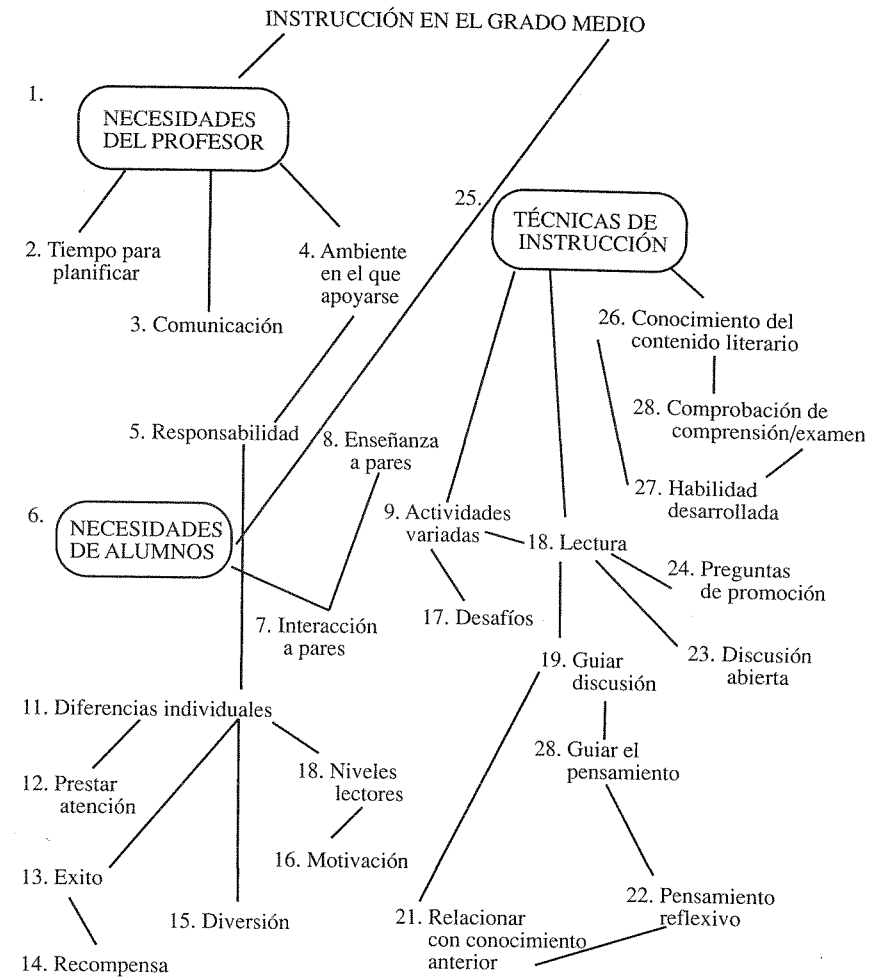 INSTRUCCIÓN EN EL GRADO MEDIO
1.
NECESIDADES
DEL PROFESOR
2. Tiempo para
planificar
3. Comunicación
4. Ambiente
en el que
apoyarse
5. Responsabilidad
6.
NECESIDADES
DE ALUMNOS
7. Interacción
a pares
8. Enseñanza
a pares
11. Diferencias individuales
12. Prestar
atención
13. Exito
14. Recompensa
15. Diversión
18. Niveles
lectores
16. Motivación
25.
TÉCNICAS DE
INSTRUCCIÓN
26. Conocimiento del
contenido literario
28. Comprobación de
comprensión/examen
27. Habilidad
desarrollada
9. Actividades
variadas
17. Desafíos
18. Lectura
24. Preguntas
de promoción
23. Discusión
abierta
19. Guiar
discusión
28. Guiar el
pensamiento
22. Pensamiento
reflexivo
21. Relacionar
con conocimiento
anterior